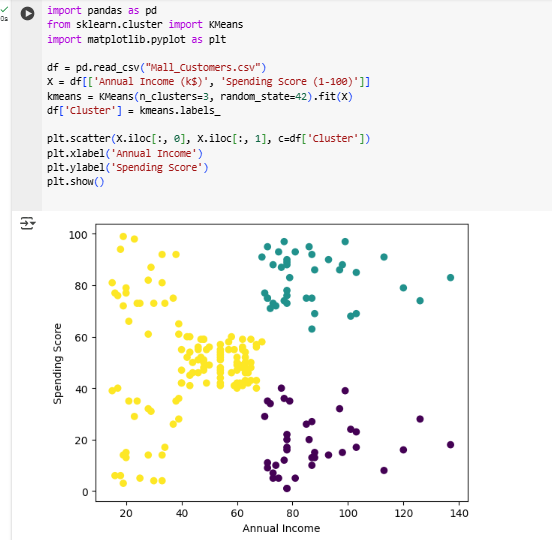 0s
import pandas as pd
from sklearn.cluster import KMeans
import matplotlib.pyplot as plt
df = pd.read_csv("Mall_Customers.csv")
X = df[['Annual Income (k$)', 'Spending Score (1-100)']]
kmeans = KMeans(n_clusters=3, random_state=42).fit(X)
df['Cluster'] = kmeans.labels_
plt.scatter(X.iloc[:, 0], X.iloc[:, 1], c=df['Cluster'])
plt.xlabel('Annual Income')
plt.ylabel('Spending Score')
plt.show()
100
80
60
40
20
0
Spending Score
20 40 60 80 100 120 140
Annual Income